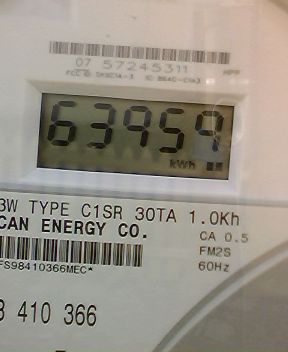 07 57245311
63959
kWh
3W TYPE C1SR 30TA 1.0Kh
CAN ENERGY CO.
CA 0.5
FM2S
60Hz
FS98410366MEC*
8 410 366